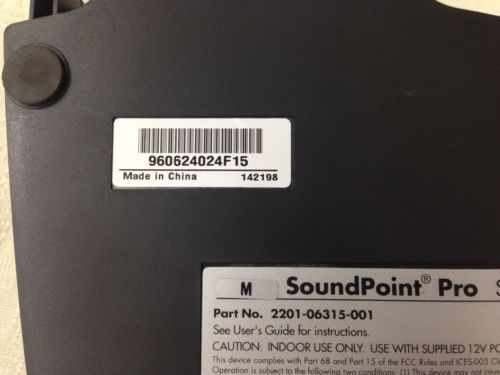 960624024F15
Made in China 142198
M SoundPoint® Pro
Part No. 2201-06315-001
See User's Guide for instructions.
CAUTION: INDOOR USE ONLY. USE WITH SUPPLIED 12V
This device complies with Part 68 and Part 15 of the FCC Rules and ICES-003
Operation is subject to the following two conditions. (1) This device may not